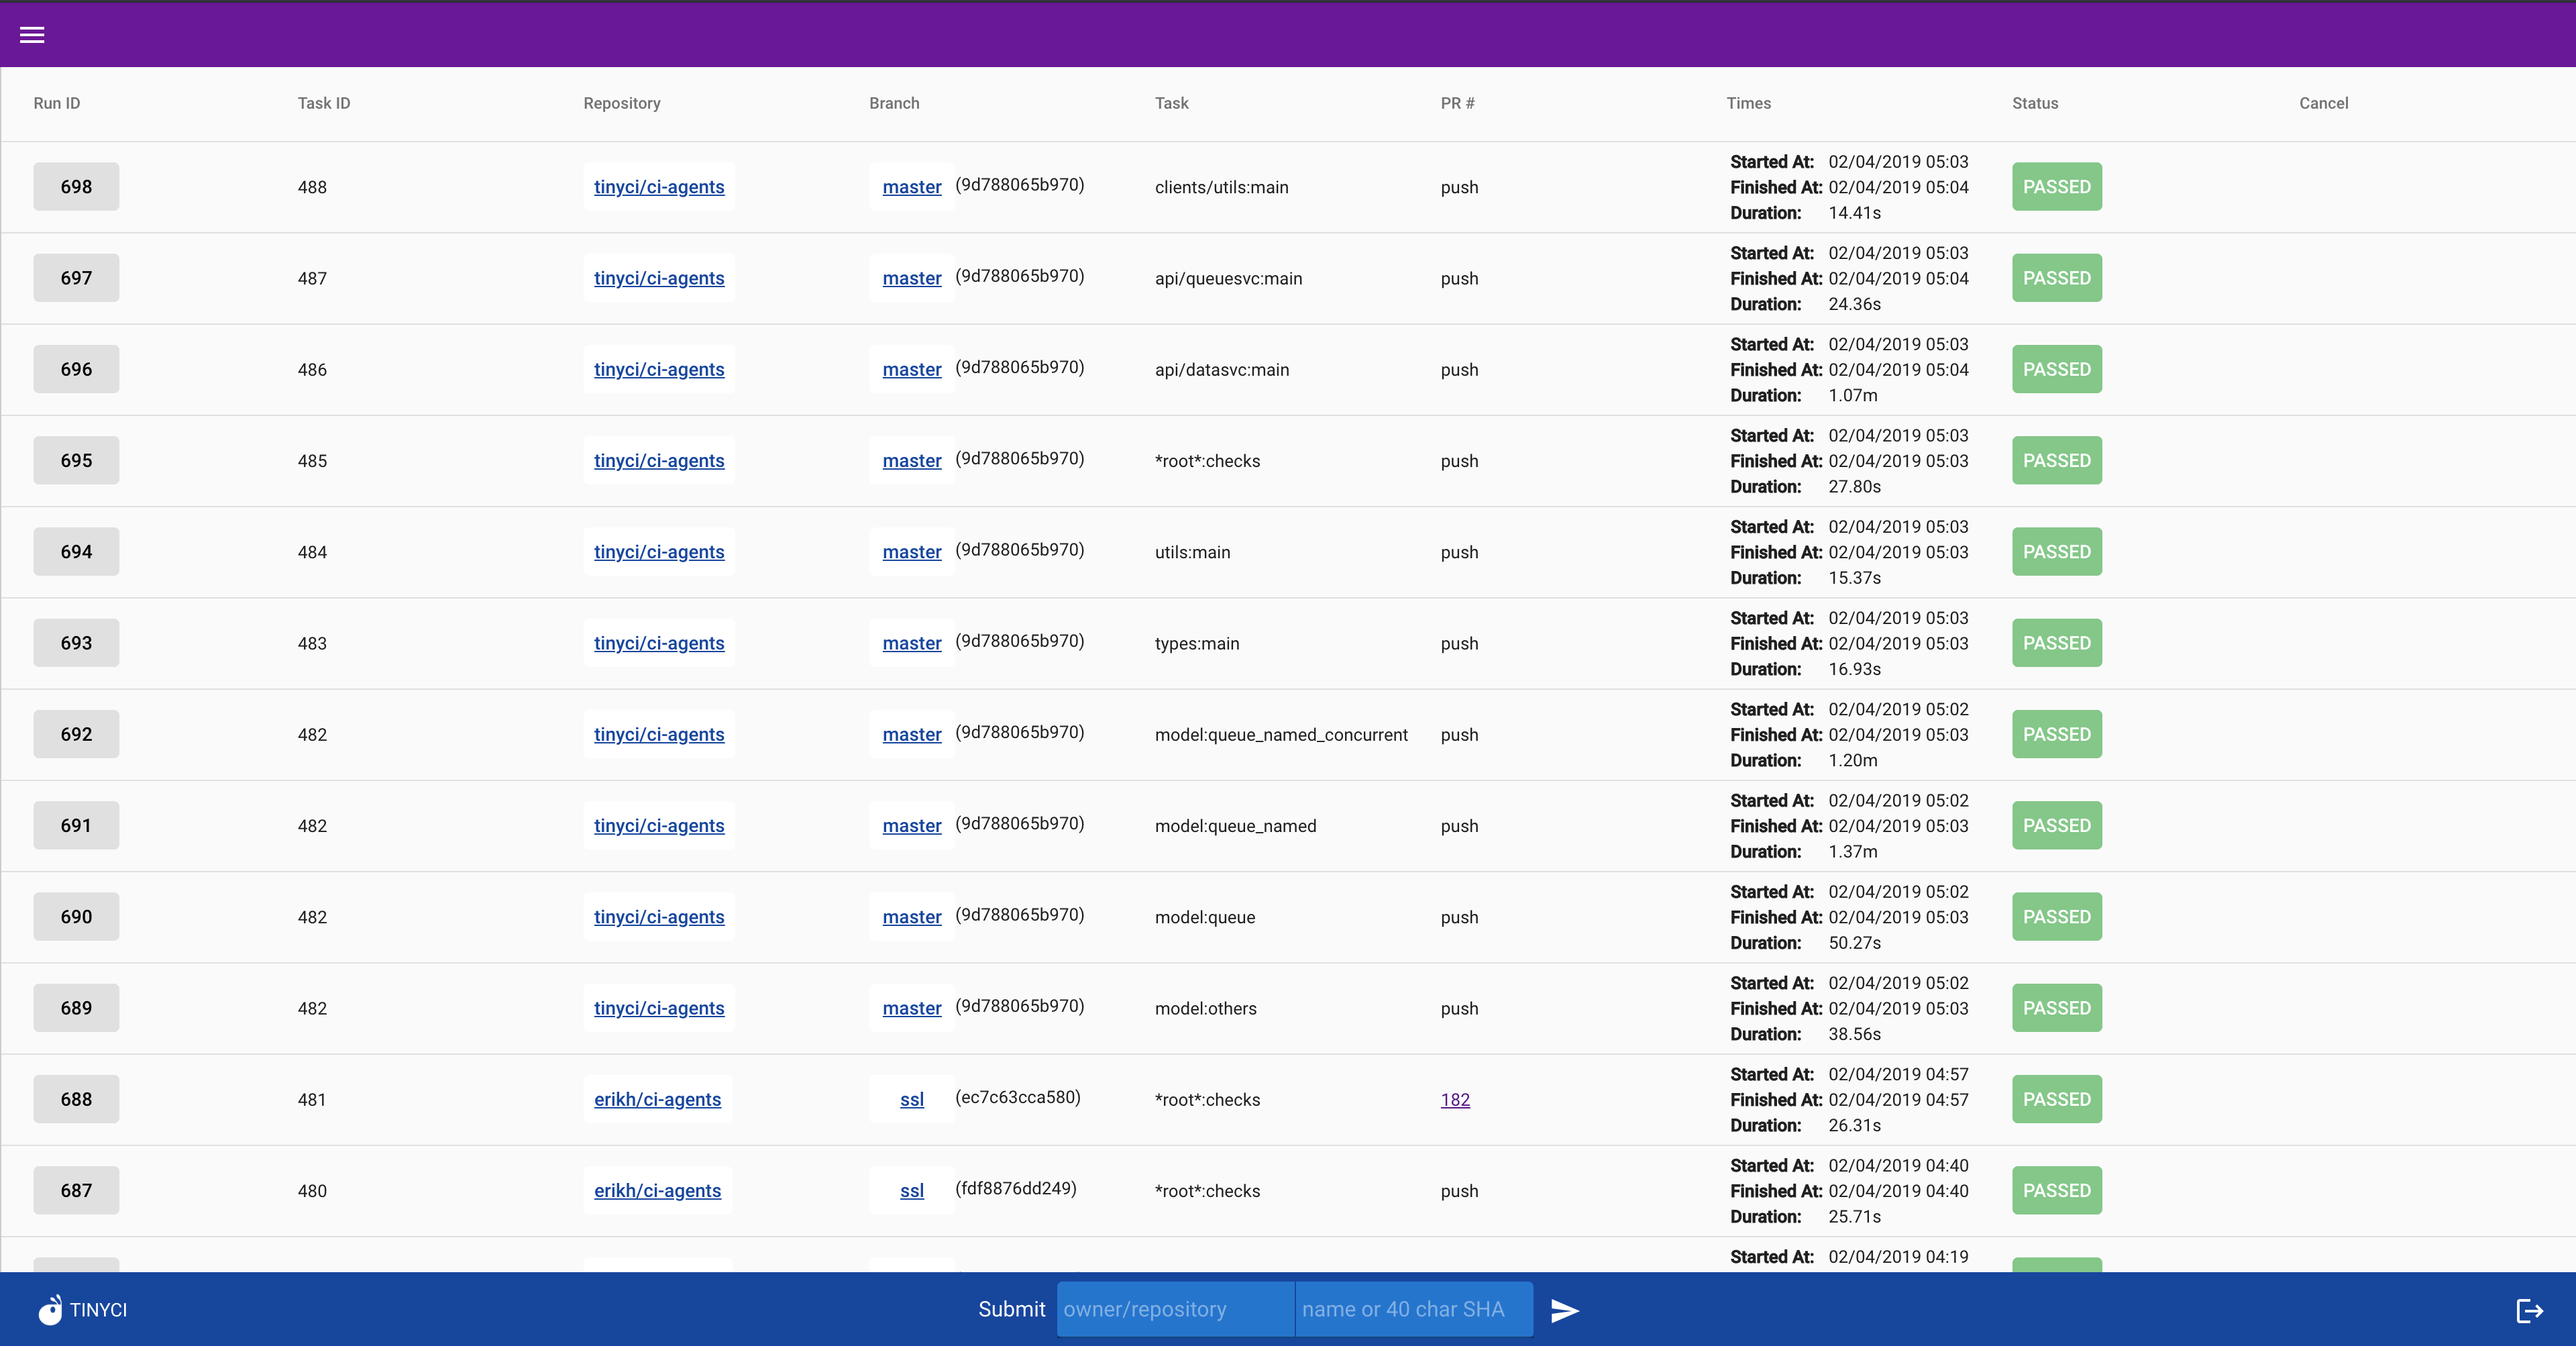 Run ID Task ID Repository Branch Task PR # Times Status Cancel
698 488 tinyci/ci-agents master (9d788065b970) clients/utils:main push Started At: 02/04/2019 05:03 PASSED
Finished At: 02/04/2019 05:04
Duration: 14.41s
697 487 tinyci/ci-agents master (9d788065b970) api/queuesvc:main push Started At: 02/04/2019 05:03 PASSED
Finished At: 02/04/2019 05:04
Duration: 24.36s
696 486 tinyci/ci-agents master (9d788065b970) api/datasvc:main push Started At: 02/04/2019 05:03 PASSED
Finished At: 02/04/2019 05:04
Duration: 1.07m
695 485 tinyci/ci-agents master (9d788065b970) *root*:checks push Started At: 02/04/2019 05:03 PASSED
Finished At: 02/04/2019 05:03
Duration: 27.80s
694 484 tinyci/ci-agents master (9d788065b970) utils:main push Started At: 02/04/2019 05:03 PASSED
Finished At: 02/04/2019 05:03
Duration: 15.37s
693 483 tinyci/ci-agents master (9d788065b970) types:main push Started At: 02/04/2019 05:03 PASSED
Finished At: 02/04/2019 05:03
Duration: 16.93s
692 482 tinyci/ci-agents master (9d788065b970) model:queue_named_concurrent push Started At: 02/04/2019 05:02 PASSED
Finished At: 02/04/2019 05:03
Duration: 1.20m
691 482 tinyci/ci-agents master (9d788065b970) model:queue_named push Started At: 02/04/2019 05:02 PASSED
Finished At: 02/04/2019 05:03
Duration: 1.37m
690 482 tinyci/ci-agents master (9d788065b970) model:queue push Started At: 02/04/2019 05:02 PASSED
Finished At: 02/04/2019 05:03
Duration: 50.27s
689 482 tinyci/ci-agents master (9d788065b970) model:others push Started At: 02/04/2019 05:02 PASSED
Finished At: 02/04/2019 05:03
Duration: 38.56s
688 481 erikh/ci-agents ssl (ec7c63cca580) *root*:checks 182 Started At: 02/04/2019 04:57 PASSED
Finished At: 02/04/2019 04:57
Duration: 26.31s
687 480 erikh/ci-agents ssl (fdf8876dd249) *root*:checks push Started At: 02/04/2019 04:40 PASSED
Finished At: 02/04/2019 04:40
Duration: 25.71s
Started At: 02/04/2019 04:19
TINYCI Submit owner/repository name or 40 char SHA